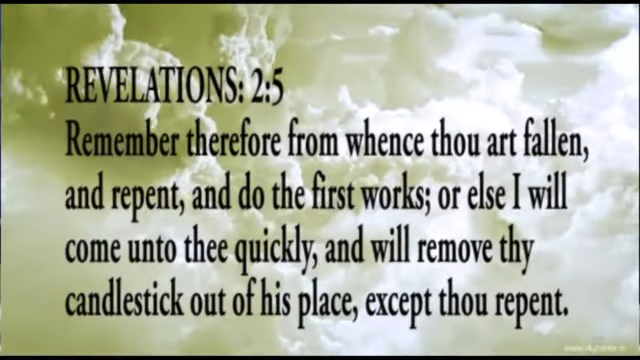 REVELATIONS: 2:5
Remember therefore from whence thou art fallen,
and repent, and do the first works; or else I will
come unto thee quickly, and will remove thy
candlestick out of his place, except thou repent.